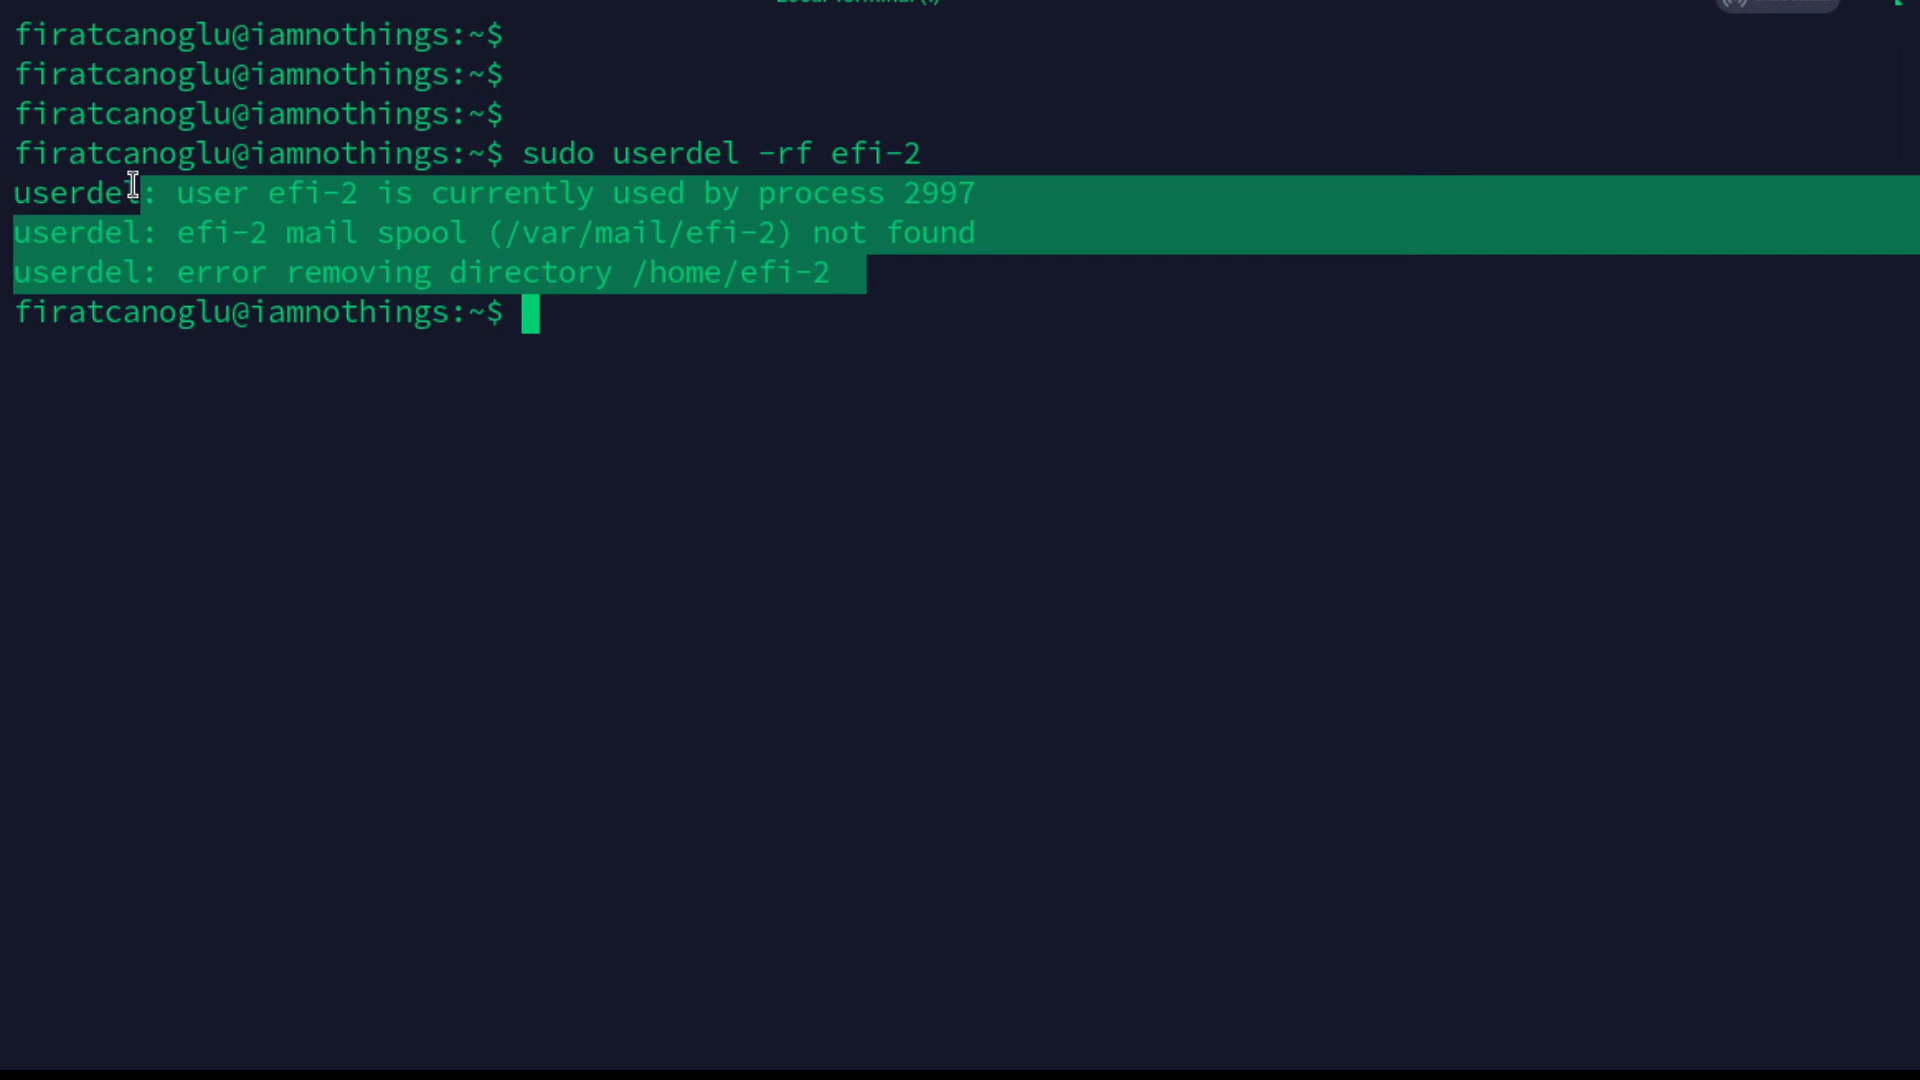 firatcanoglu@iamnothings:~$
firatcanoglu@iamnothings:~$
firatcanoglu@iamnothings:~$
firatcanoglu@iamnothings:~$ sudo userdel -rf efi-2
userdel: user efi-2 is currently used by process 2997
userdel: efi-2 mail spool (/var/mail/efi-2) not found
userdel: error removing directory /home/efi-2
firatcanoglu@iamnothings:~$